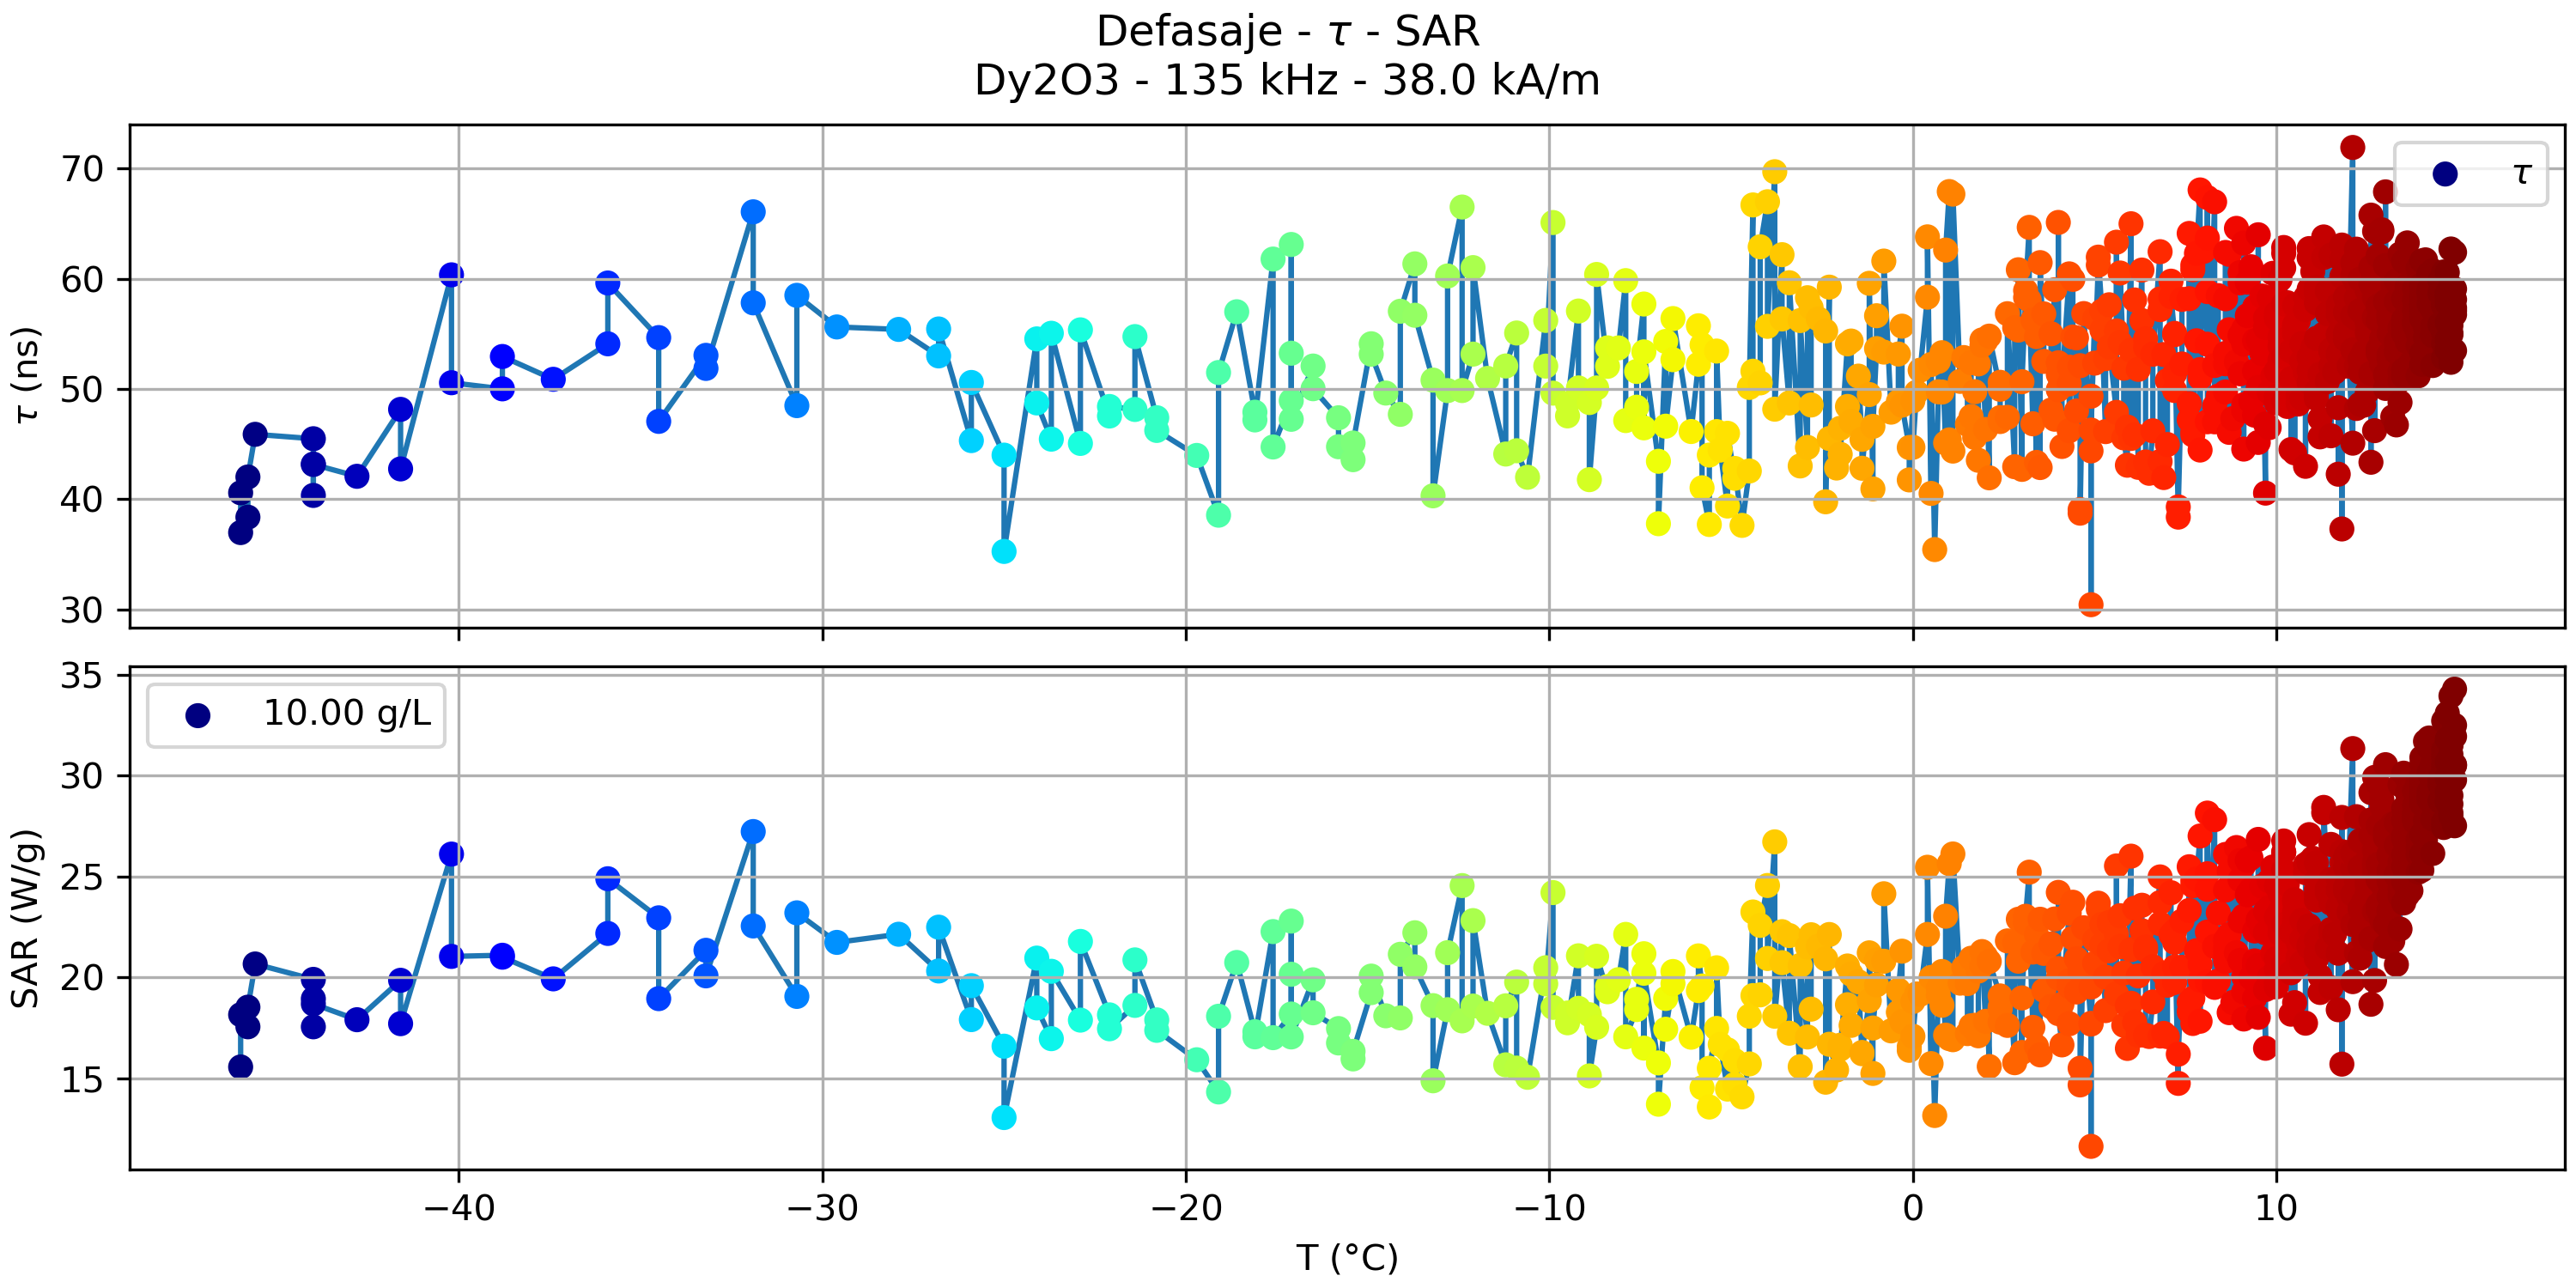 Defasaje - τ - SAR
Dy2O3 - 135 kHz - 38.0 kA/m
70
60
50
40
30
τ (ns)
τ
35
30
25
20
15
SAR (W/g)
10.00 g/L
−40
−30
−20
−10
0
10
T (°C)